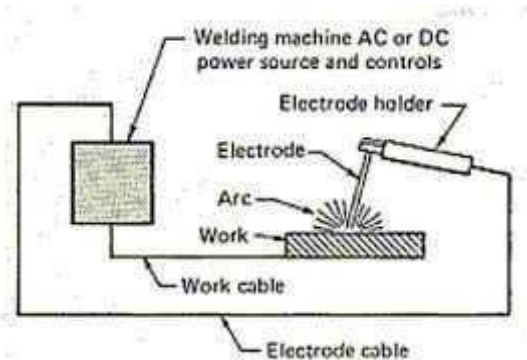 Welding machine AC or DC
power source and controls
Electrode holder
Electrode
Arc
Work
Work cable
Electrode cable